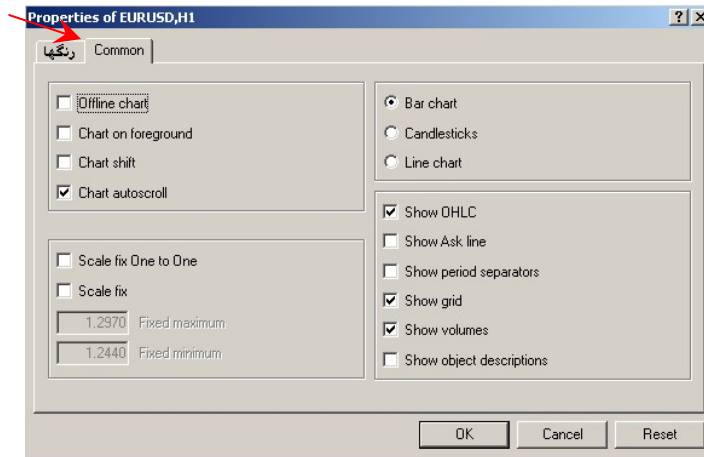 Properties of EURUSD,H1
رنگها
Common
Offline chart
Chart on foreground
Chart shift
Chart autoscroll
Scale fix One to One
Scale fix
1.2970 Fixed maximum
1.2440 Fixed minimum
Bar chart
Candlesticks
Line chart
Show OHLC
Show Ask line
Show period separators
Show grid
Show volumes
Show object descriptions
OK
Cancel
Reset